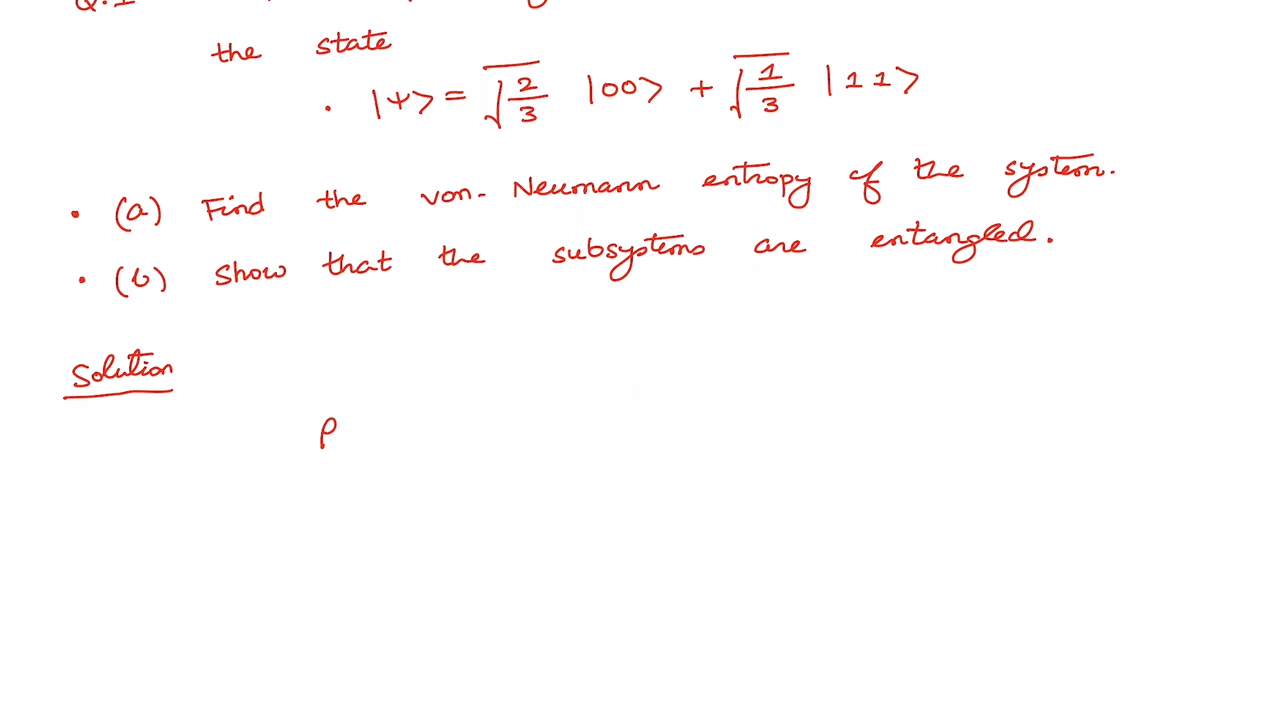 Q.1
the state
• |ψ> = √(2/3) |00> + √(1/3) |11>
• (a) Find the von-Neumann entropy of the system.
• (b) Show that the subsystems are entangled.
Solution
ρ